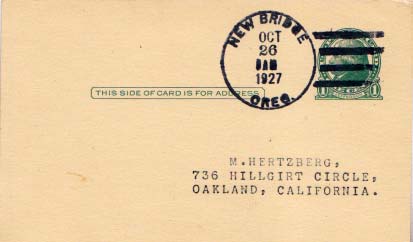 NEW BRIDGE
OCT
26
1927
OREG.
THIS SIDE OF CARD IS FOR ADDRESS
M.HERTZBERG,
736 HILLGIRT CIRCLE,
OAKLAND, CALIFORNIA.